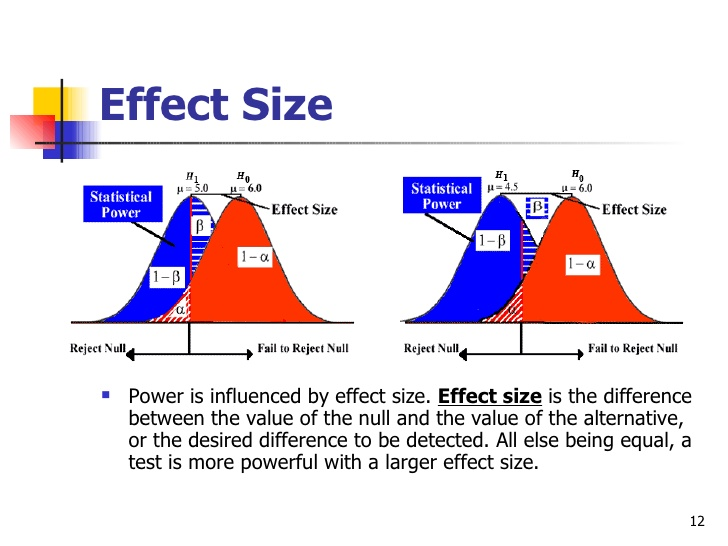 Effect Size
H1 H0
μ = 5.0 μ = 6.0
Statistical
Power
Effect Size
β
1 – α
1 – β
α
Reject Null Fail to Reject Null
H1 H0
μ = 4.5 μ = 6.0
Statistical
Power
β
Effect Size
1 – β
1 – α
α
Reject Null Fail to Reject Null
Power is influenced by effect size. Effect size is the difference
between the value of the null and the value of the alternative,
or the desired difference to be detected. All else being equal, a
test is more powerful with a larger effect size.
12